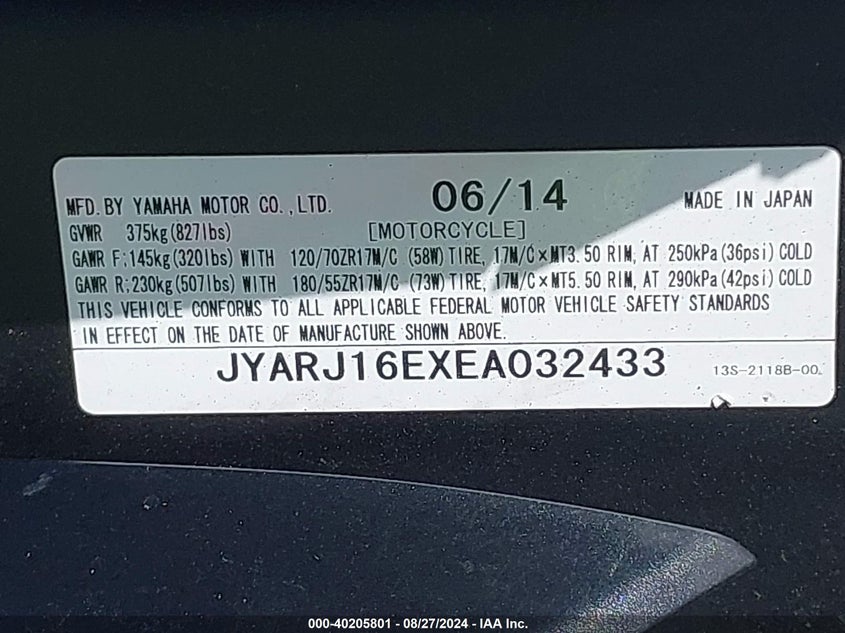 MFD. BY YAMAHA MOTOR CO., LTD. 06/14 MADE IN JAPAN
GVWR 375kg (827lbs) [MOTORCYCLE]
GAWR F; 145kg (320lbs) WITH 120/70ZR17M/C (58W) TIRE, 17M/C×MT3.50 RIM, AT 250kPa (36psi) COLD
GAWR R; 230kg (507lbs) WITH 180/55ZR17M/C (73W) TIRE, 17M/C×MT5.50 RIM, AT 290kPa (42psi) COLD
THIS VEHICLE CONFORMS TO ALL APPLICABLE FEDERAL MOTOR VEHICLE SAFETY STANDARDS
IN EFFECT ON THE DATE OF MANUFACTURE SHOWN ABOVE.
JYARJ16EXEA032433 13S-2118B-00
000-40205801 - 08/27/2024 - IAA Inc.